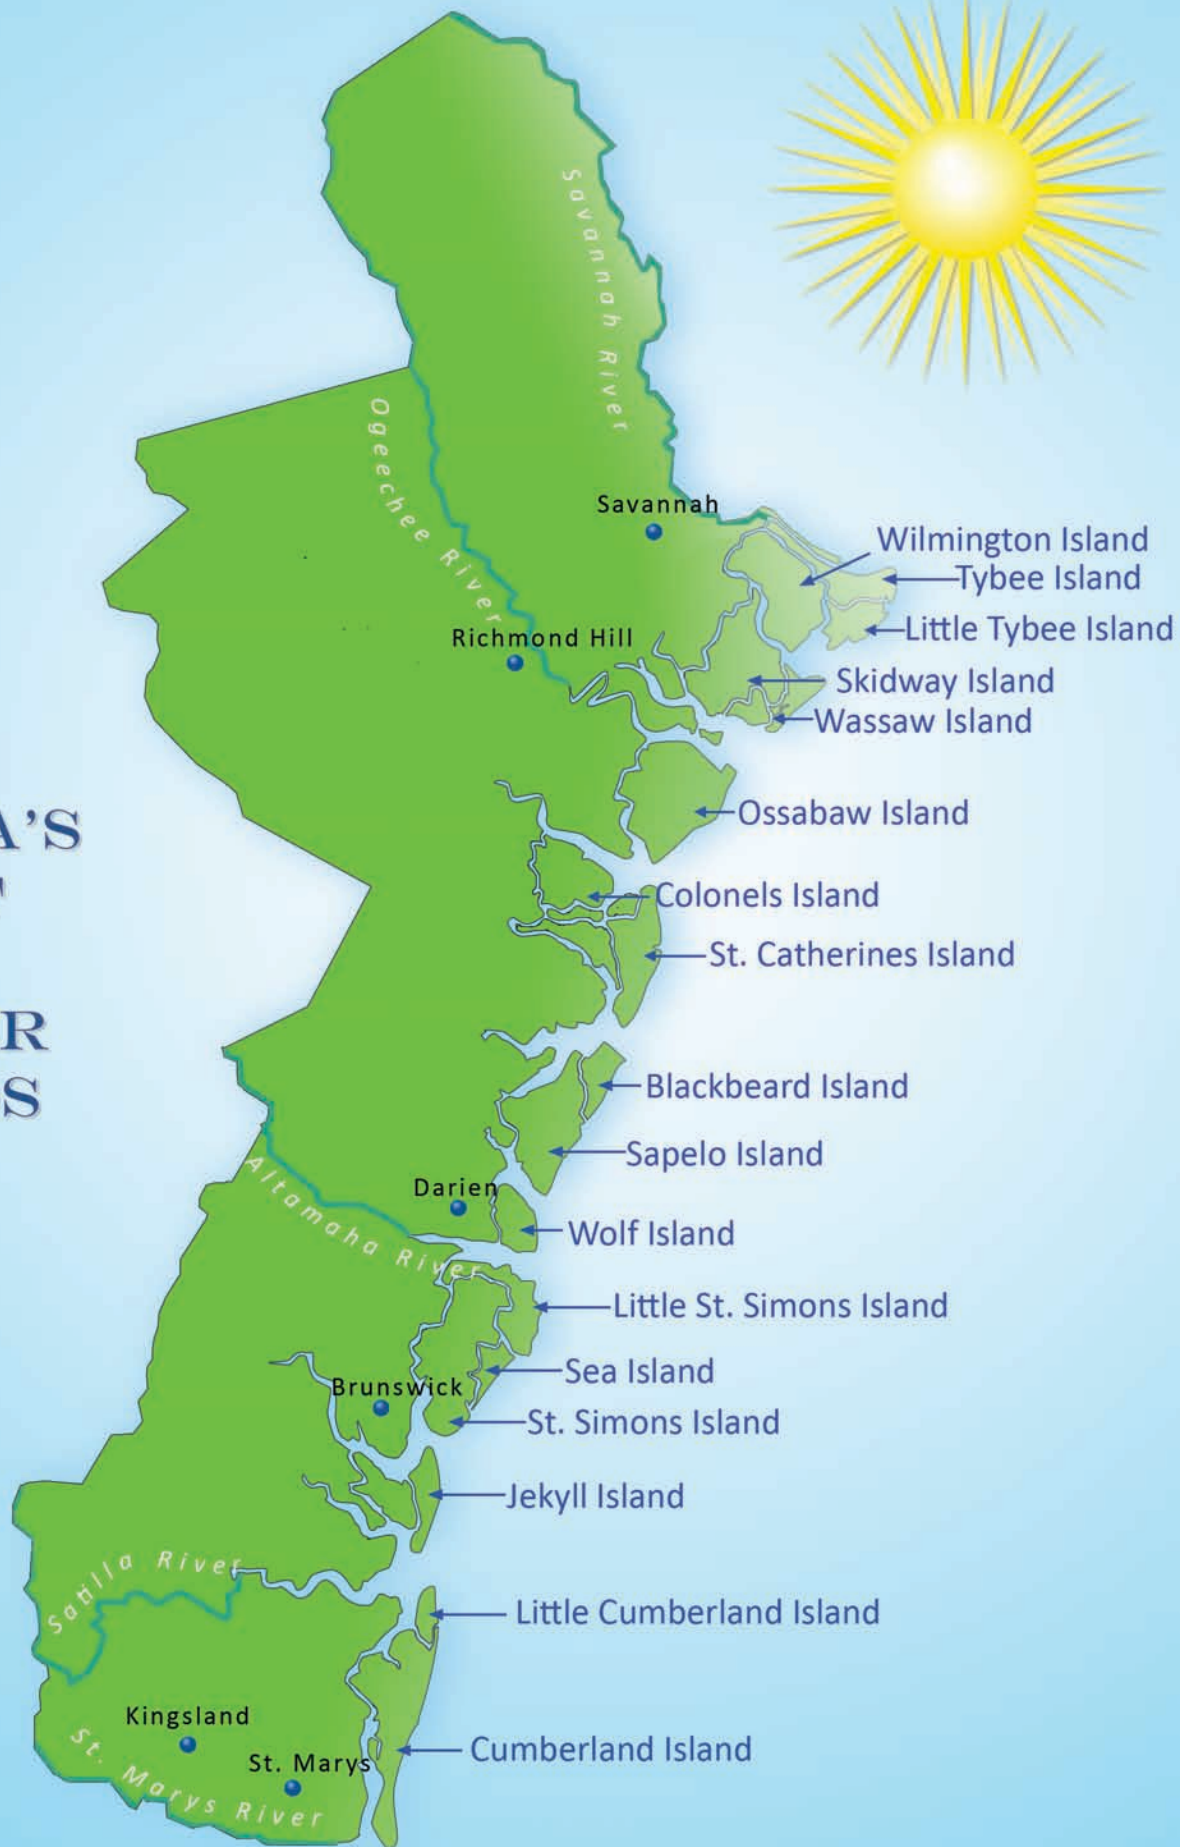 Savannah River
Ogeechee River
Savannah
Wilmington Island
Tybee Island
Little Tybee Island
Richmond Hill
Skidway Island
Wassaw Island
Ossabaw Island
A'S
Colonels Island
St. Catherines Island
R
S
Blackbeard Island
Sapelo Island
Altamaha River
Darien
Wolf Island
Little St. Simons Island
Sea Island
Brunswick
St. Simons Island
Jekyll Island
Satilla River
Little Cumberland Island
Kingsland
St. Marys River
St. Marys
Cumberland Island